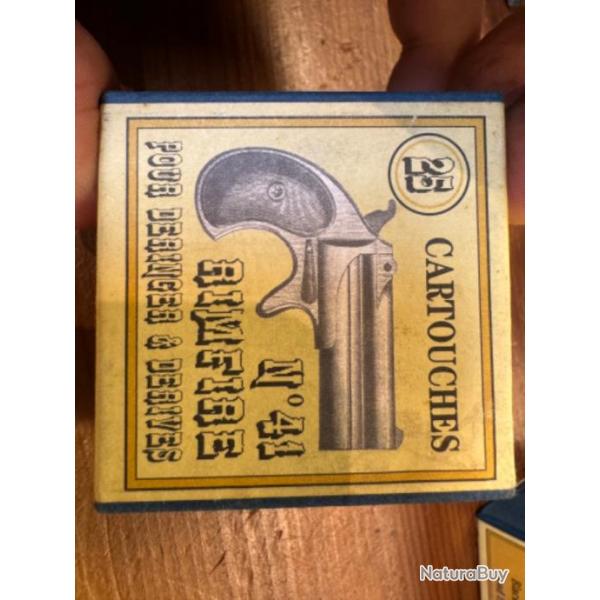 25
CARTOUCHES
N° 41
RIMFIRE
POUR DERINGER & DERIVES
NaturaBuy